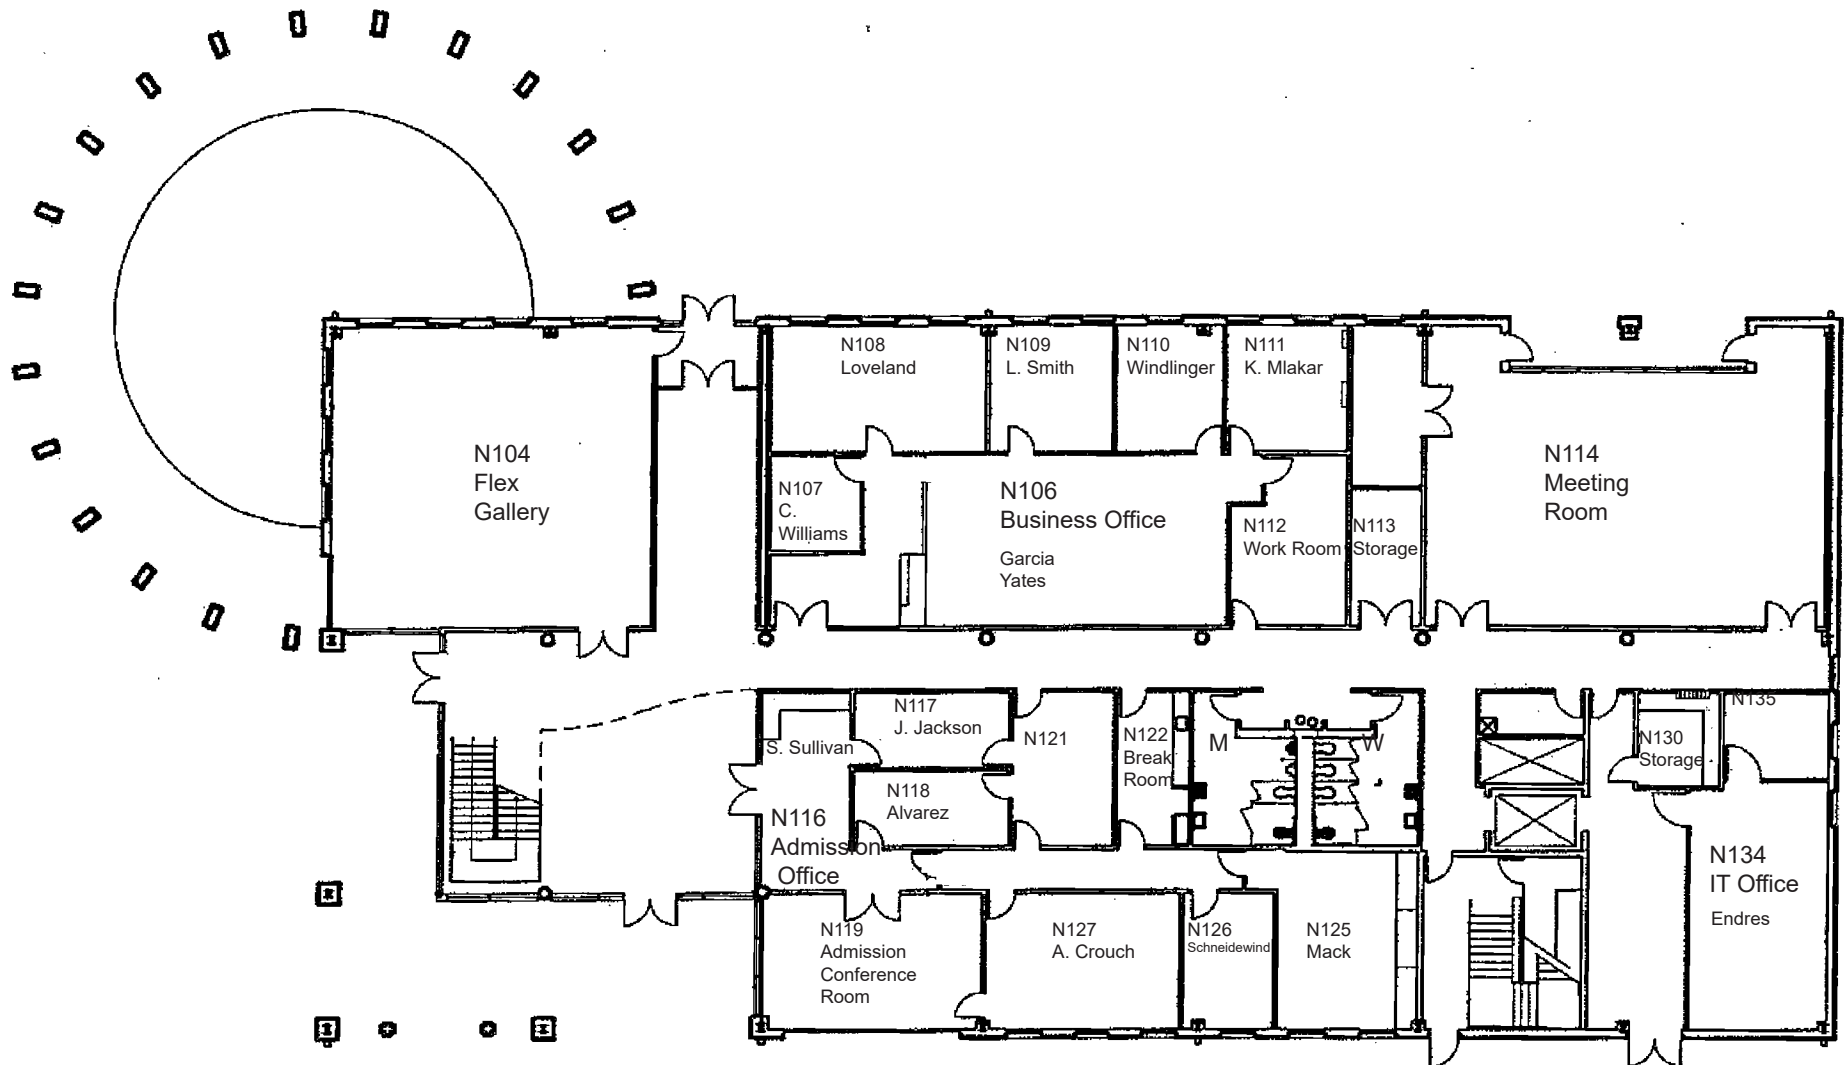 N108
Loveland
N109
L. Smith
N110
Windlinger
N111
K. Mlakar
N104
Flex
Gallery
N107
C.
Williams
N106
Business Office
Garcia
Yates
N112
Work Room
N113
Storage
N114
Meeting
Room
S. Sullivan
N117
J. Jackson
N118
Alvarez
N116
Admission
Office
N121
N122
Break
Room
M
W
N130
Storage
N135
N119
Admission
Conference
Room
N127
A. Crouch
N126
Schneidewind
N125
Mack
N134
IT Office
Endres